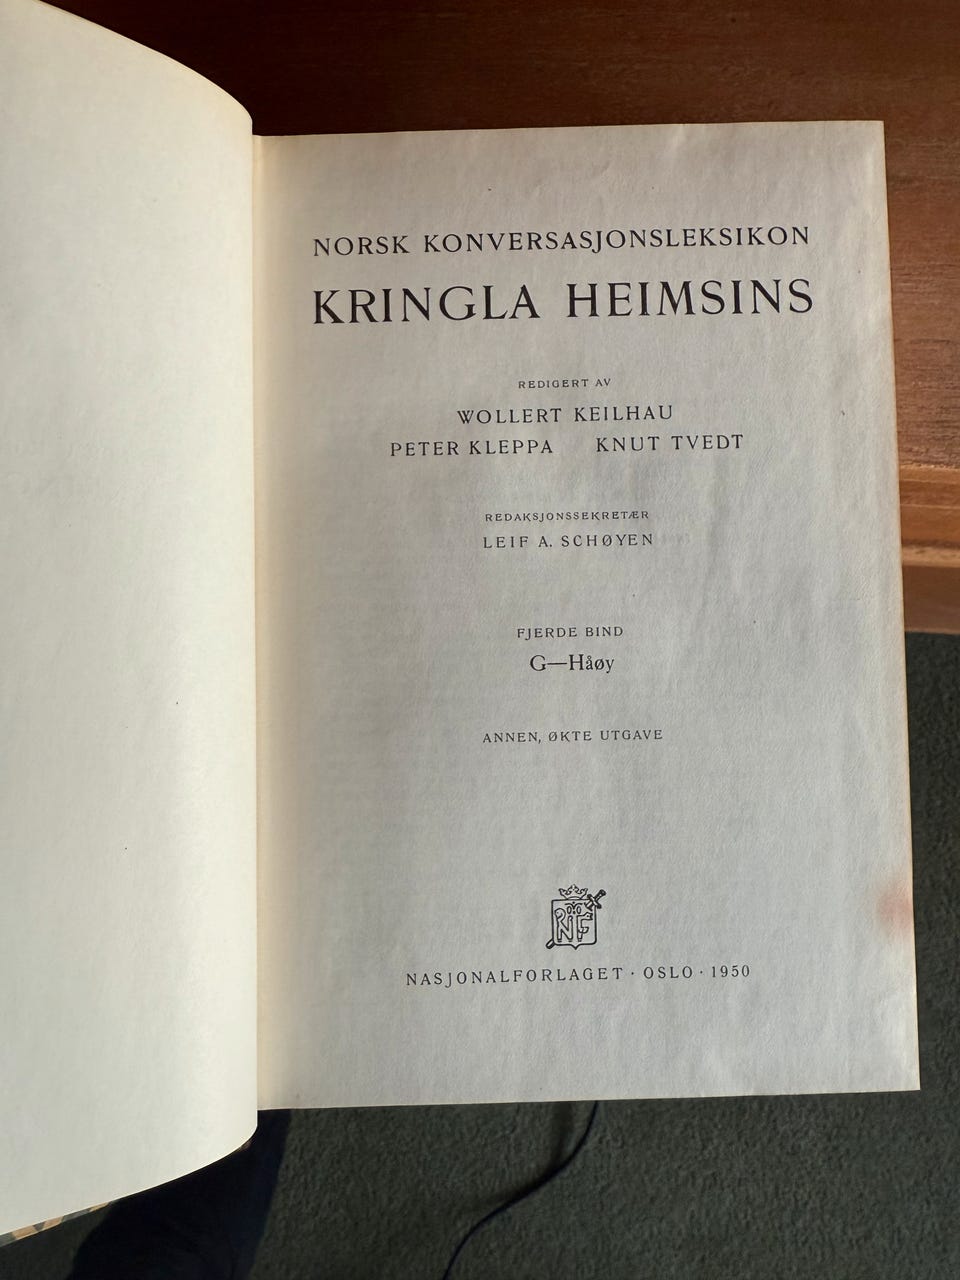 NORSK KONVERSASJONSLEKSIKON
KRINGLA HEIMSINS
REDIGERT AV
WOLLERT KEILHAU
PETER KLEPPA KNUT TVEDT
REDAKSJONSSEKRETÆR
LEIF A. SCHØYEN
FJERDE BIND
G—Håøy
ANNEN, ØKTE UTGAVE
NF
NASJONALFORLAGET · OSLO · 1950